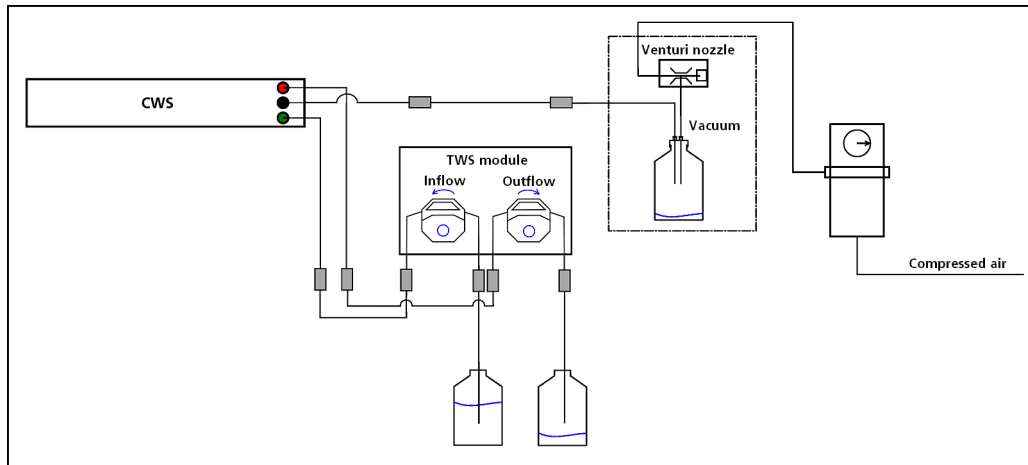 Venturi nozzle
CWS
Vacuum
TWS module
Inflow Outflow
Compressed air